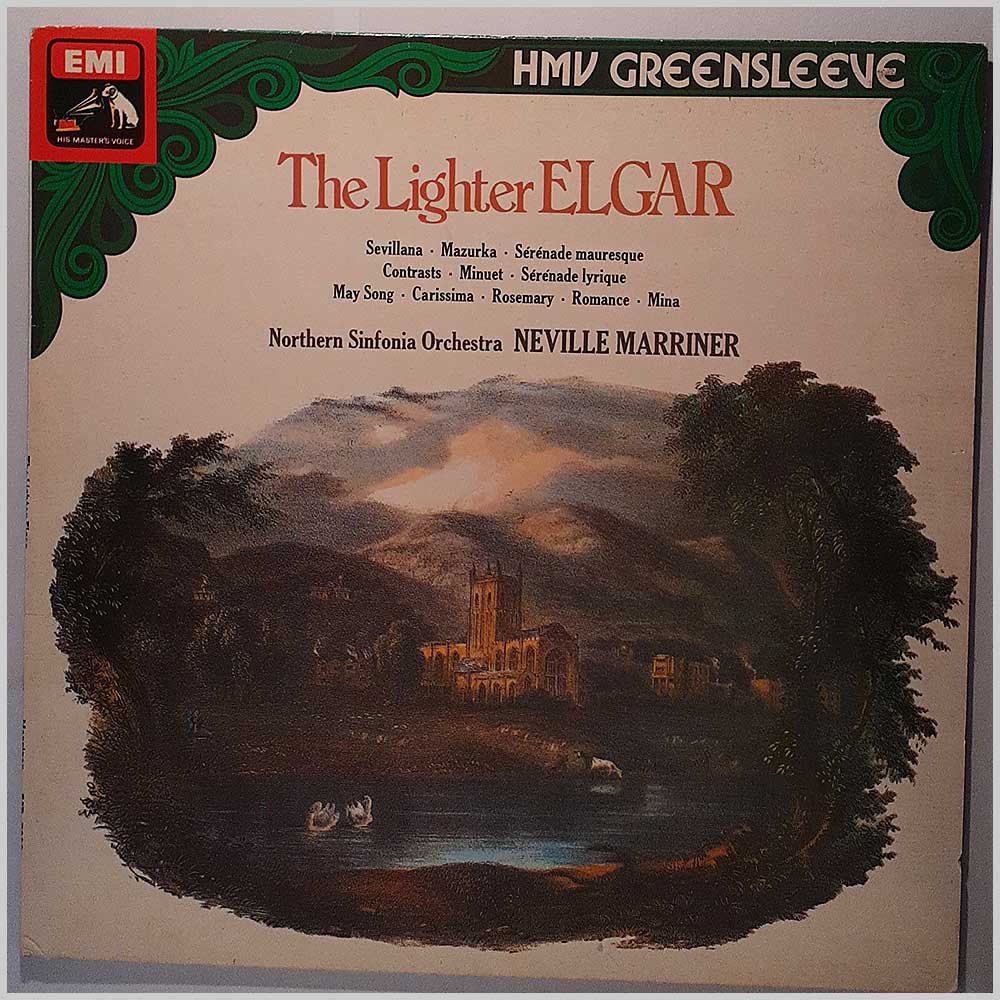 EMI
HIS MASTER'S VOICE
HMV GREENSLEEVE
The Lighter ELGAR
Sevillana · Mazurka · Sérénade mauresque
Contrasts · Minuet · Sérénade lyrique
May Song · Carissima · Rosemary · Romance · Mina
Northern Sinfonia Orchestra NEVILLE MARRINER